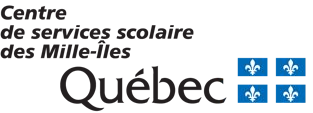 Centre
de services scolaire
des Mille-Îles
Québec